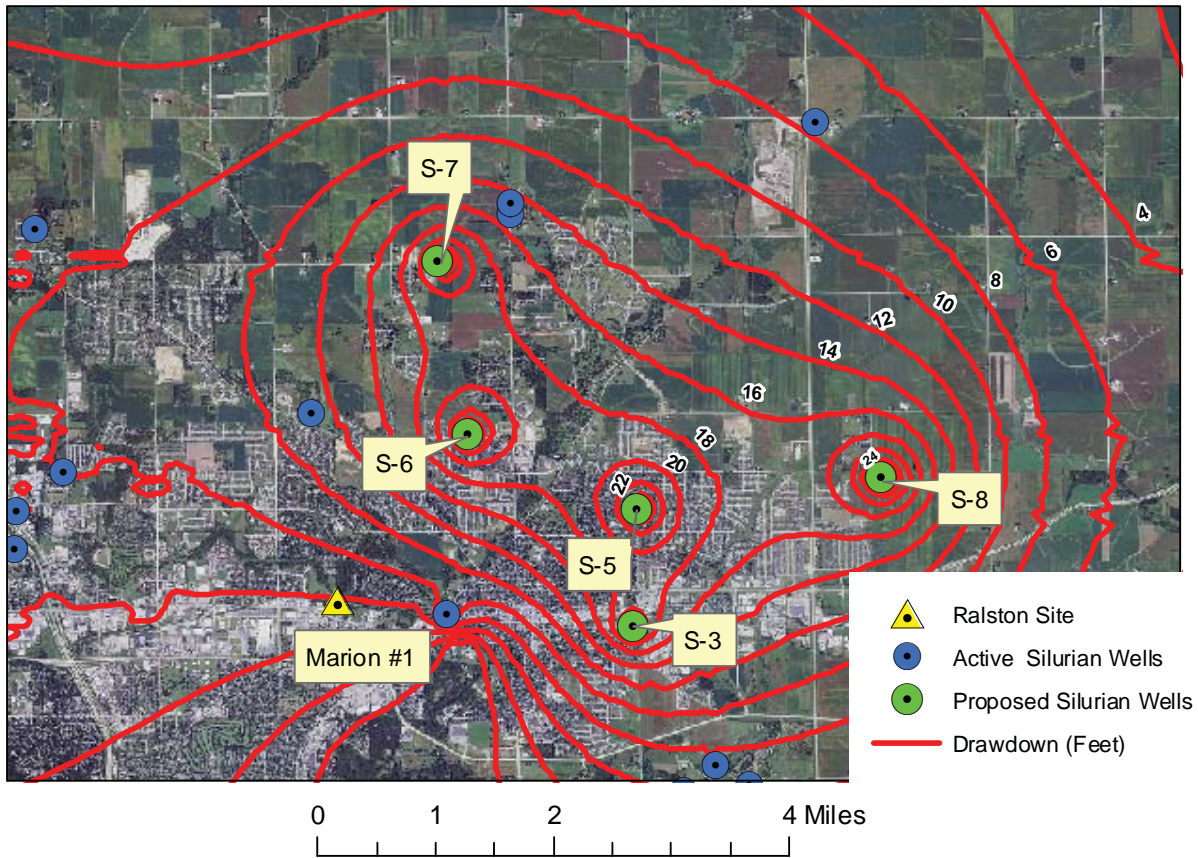 S-7
4
6
8
10
12
14
16
18
20
22
24
S-6
S-8
S-5
S-3
Marion #1
Ralston Site
Active Silurian Wells
Proposed Silurian Wells
Drawdown (Feet)
0 1 2 4 Miles